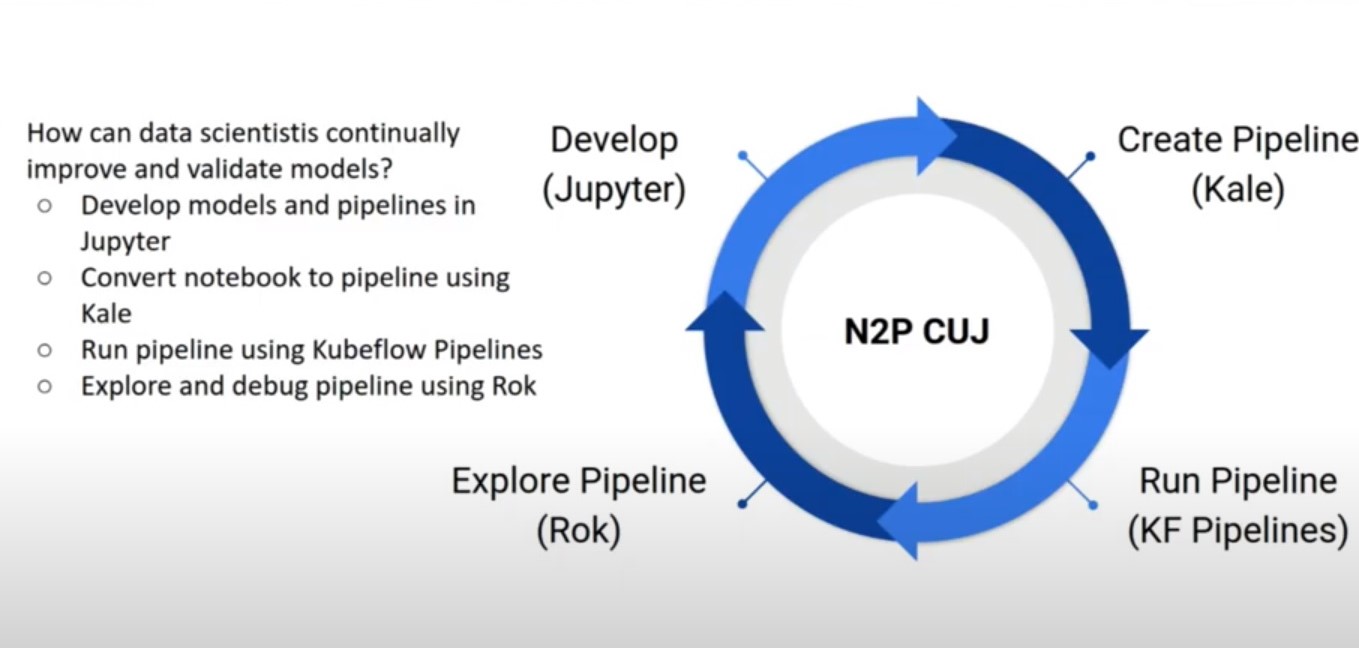 How can data scientistis continually
improve and validate models?
○ Develop models and pipelines in
Jupyter
○ Convert notebook to pipeline using
Kale
○ Run pipeline using Kubeflow Pipelines
○ Explore and debug pipeline using Rok
Develop
(Jupyter)
Create Pipeline
(Kale)
N2P CUJ
Explore Pipeline
(Rok)
Run Pipeline
(KF Pipelines)